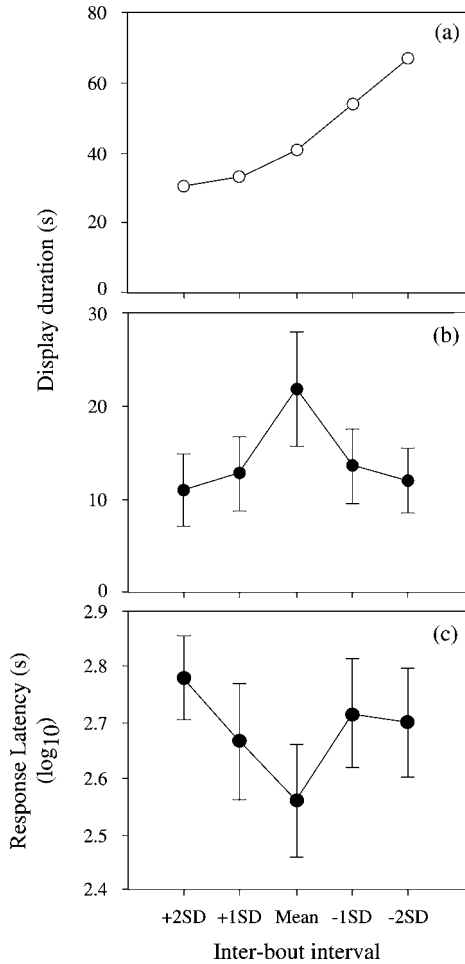 (a)
80
60
40
20
0
Display duration (s)
(b)
30
20
10
0
(c)
2.9
2.8
2.7
2.6
2.5
2.4
Response Latency (s)
(log10)
+2SD +1SD Mean -1SD -2SD
Inter-bout interval